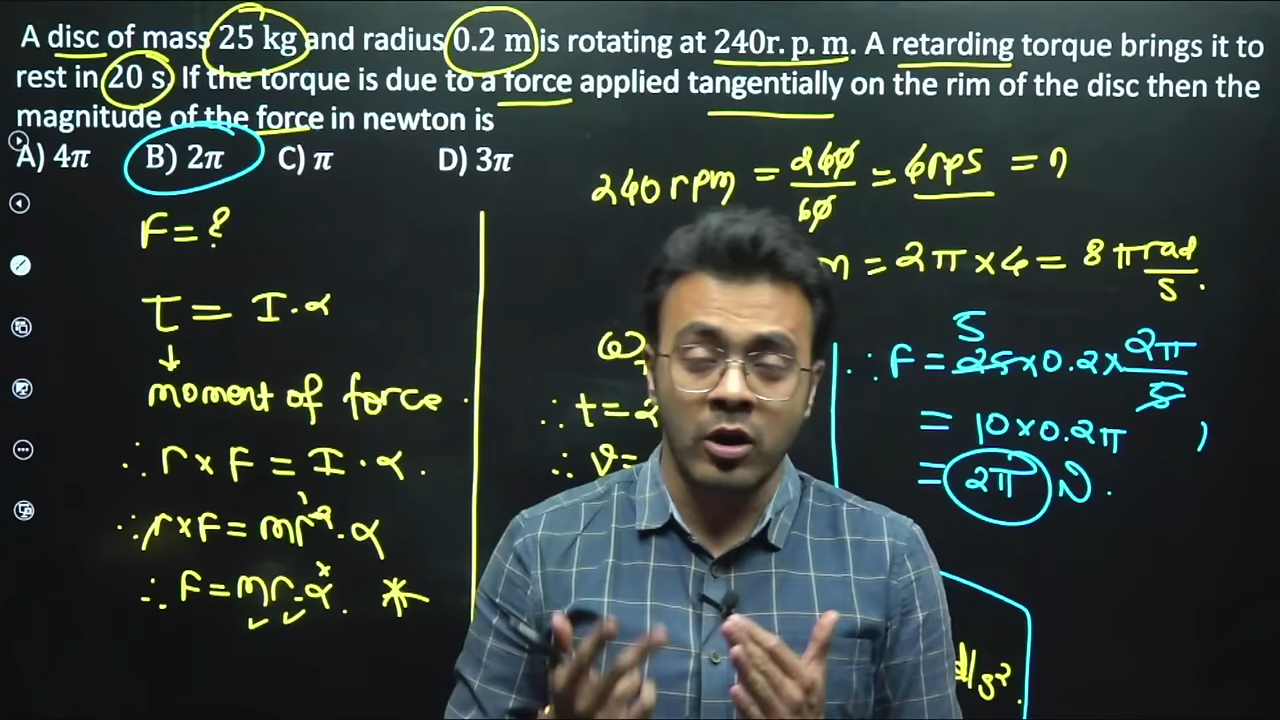 A disc of mass 25 kg and radius 0.2 m is rotating at 240r. p. m. A retarding torque brings it to
rest in 20 s. If the torque is due to a force applied tangentially on the rim of the disc then the
magnitude of the force in newton is
A) 4π B) 2π C) π D) 3π
240 rpm = 240/60 = 4rps = n
F = ?
n = 2π × 4 = 8π rad/s.
τ = I·α
↓
moment of force.
∴ r × F = I·α.
∴ r × F = mr²·α
∴ F = mr·α. *
∴ t = 2
∴ F = 25 × 0.2 × 2π/5
5
= 10 × 0.2π
= 2π N.
d/s².